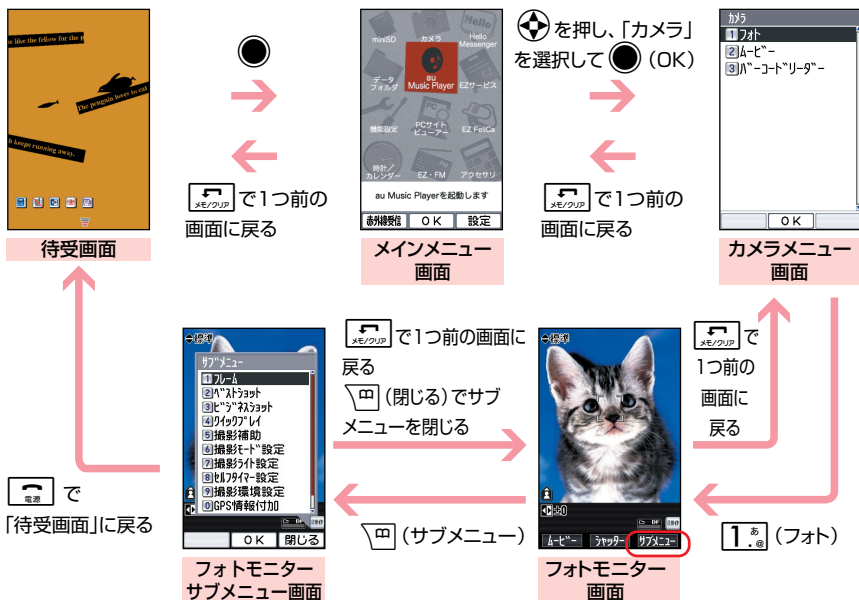 e like the fellow for the p
The penguin loves to eat
h keeps running away.
待受画面
メモ/クリア で1つ前の
画面に戻る
miniSD
カメラ
Hello
Hello
Messenger
データ
フォルダ
au
Music Player
EZサービス
機能設定
PC
PCサイト
ビューアー
EZ FeliCa
時計/
カレンダー
EZ・FM
アクセサリ
au Music Playerを起動します
赤外線受信 OK 設定
メインメニュー
画面
を押し、「カメラ」
を選択して (OK)
メモ/クリア で1つ前の
画面に戻る
カメラ
1フォト
2ムービー
3バーコードリーダー
OK
カメラメニュー
画面
電源 で
「待受画面」に戻る
標準
サブメニュー
1フレーム
2ベストショット
3ビジネスショット
4クイックプレイ
5撮影補助
6撮影モード設定
7撮影ライト設定
8セルフタイマー設定
9撮影環境設定
0GPS情報付加
OK 閉じる
フォトモニター
サブメニュー画面
メモ/クリア で1つ前の画面に
戻る
(閉じる)でサブ
メニューを閉じる
(サブメニュー)
標準
±0
ムービー シャッター サブメニュー
フォトモニター
画面
メモ/クリア で
1つ前の
画面に
戻る
1.あ@ (フォト)